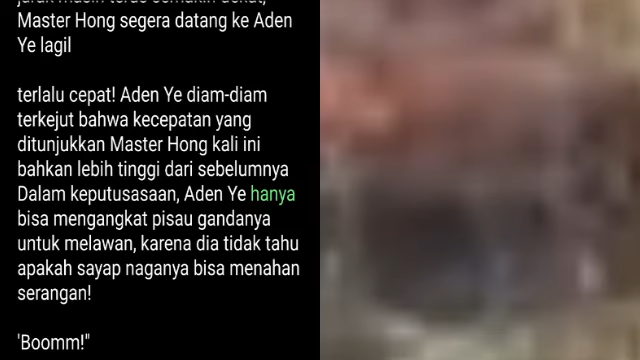 Master Hong segera datang ke Aden
Ye lagil
terlalu cepat! Aden Ye diam-diam
terkejut bahwa kecepatan yang
ditunjukkan Master Hong kali ini
bahkan lebih tinggi dari sebelumnya
Dalam keputusasaan, Aden Ye hanya
bisa mengangkat pisau gandanya
untuk melawan, karena dia tidak tahu
apakah sayap naganya bisa menahan
serangan!
'Boomm!"